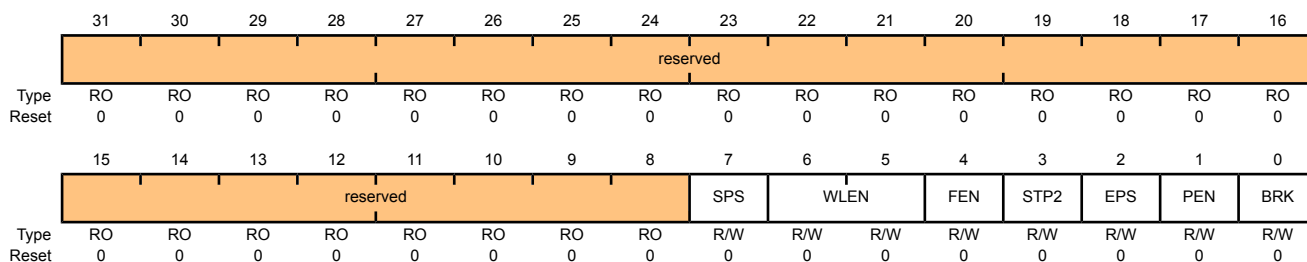 31 30 29 28 27 26 25 24 23 22 21 20 19 18 17 16
reserved
Type RO RO RO RO RO RO RO RO RO RO RO RO RO RO RO RO
Reset 0 0 0 0 0 0 0 0 0 0 0 0 0 0 0 0
15 14 13 12 11 10 9 8 7 6 5 4 3 2 1 0
reserved SPS WLEN FEN STP2 EPS PEN BRK
Type RO RO RO RO RO RO RO RO R/W R/W R/W R/W R/W R/W R/W R/W
Reset 0 0 0 0 0 0 0 0 0 0 0 0 0 0 0 0